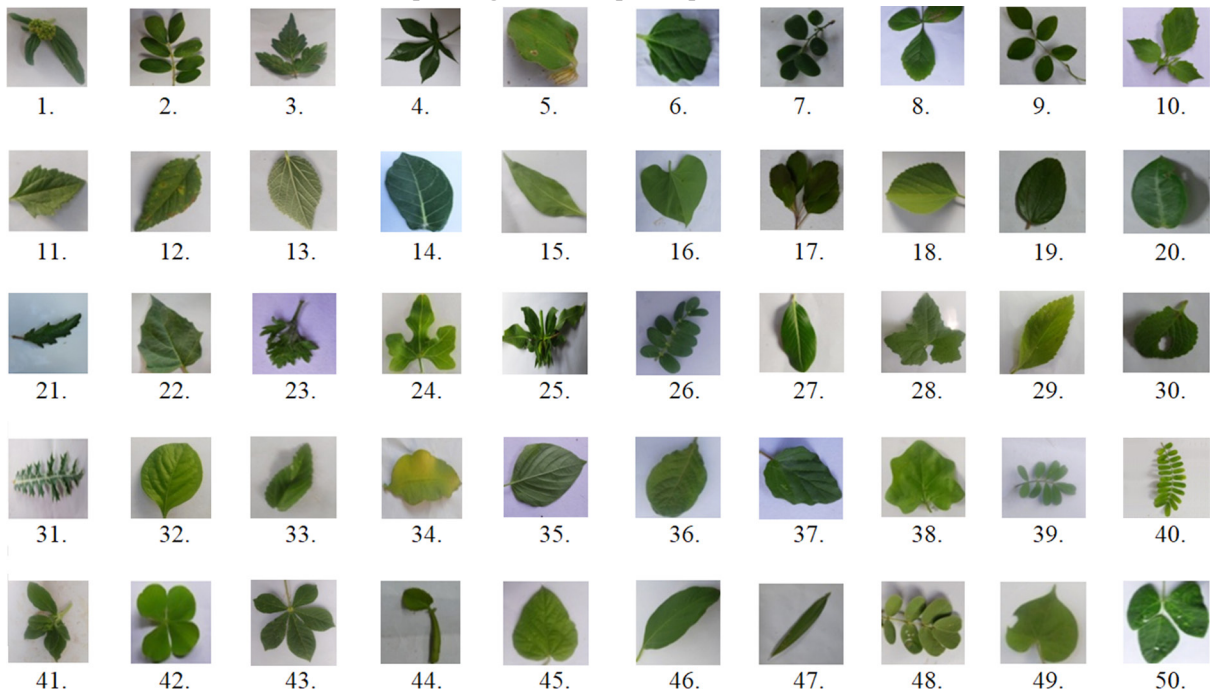 1. 2. 3. 4. 5. 6. 7. 8. 9. 10.
11. 12. 13. 14. 15. 16. 17. 18. 19. 20.
21. 22. 23. 24. 25. 26. 27. 28. 29. 30.
31. 32. 33. 34. 35. 36. 37. 38. 39. 40.
41. 42. 43. 44. 45. 46. 47. 48. 49. 50.